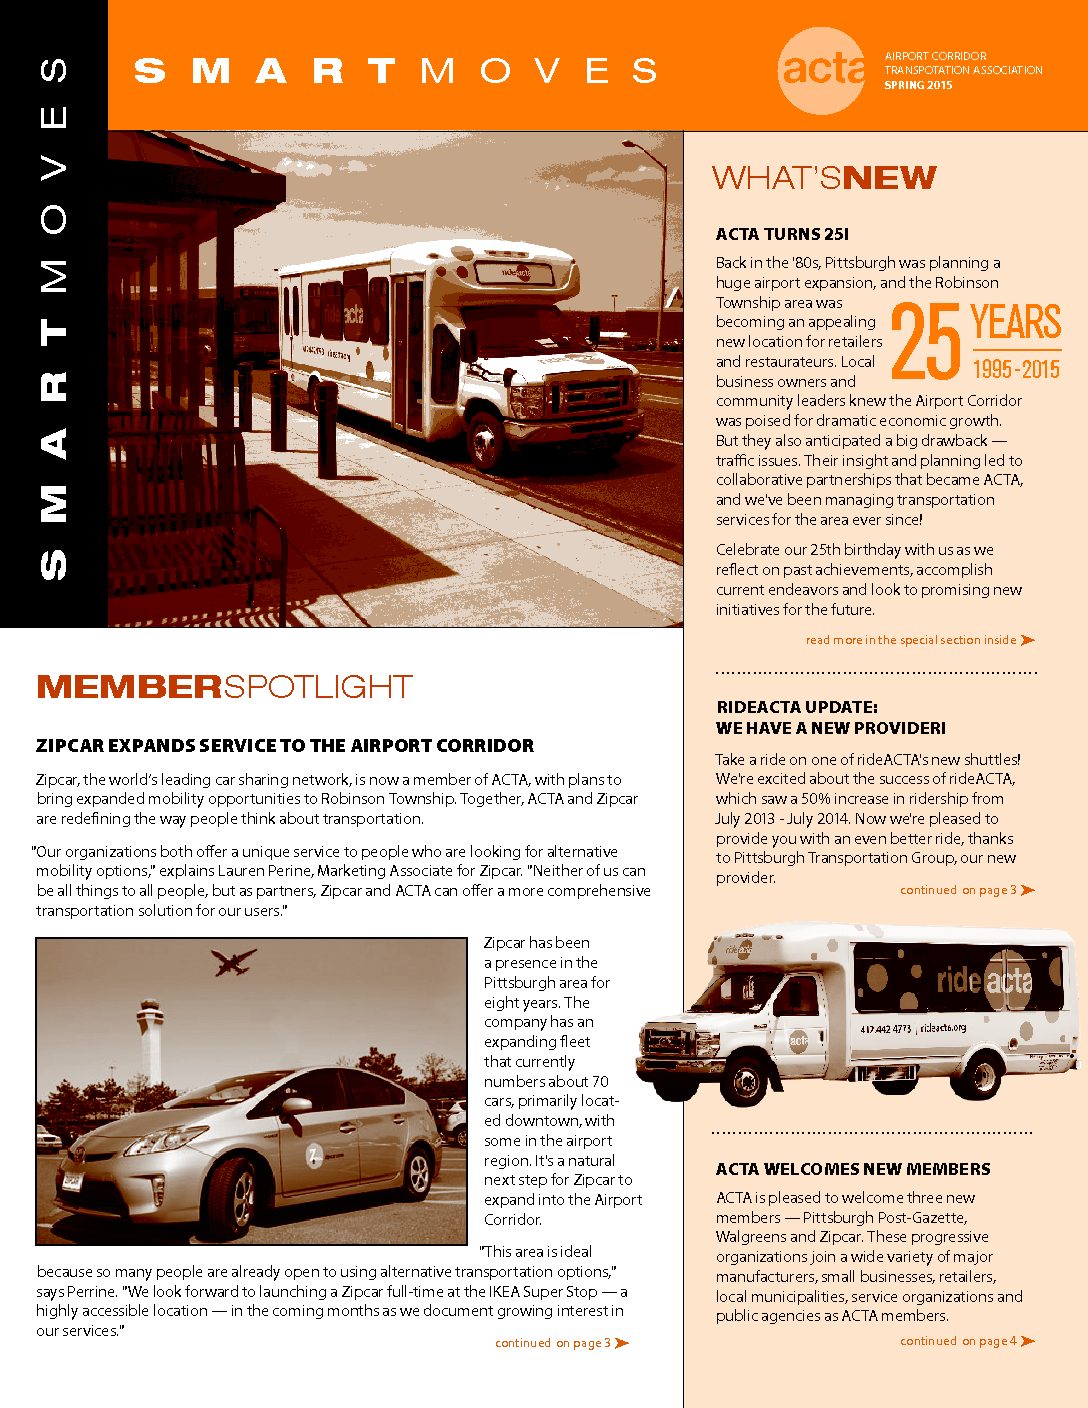 SMARTMOVES
SMARTMOVES
acta
AIRPORT CORRIDOR
TRANSPOTATION ASSOCIATION
SPRING 2015
rideacta
ride acta
MEMBERSPOTLIGHT
ZIPCAR EXPANDS SERVICE TO THE AIRPORT CORRIDOR
Zipcar, the world's leading car sharing network, is now a member of ACTA, with plans to
bring expanded mobility opportunities to Robinson Township. Together, ACTA and Zipcar
are redefining the way people think about transportation.
"Our organizations both offer a unique service to people who are looking for alternative
mobility options," explains Lauren Perine, Marketing Associate for Zipcar. "Neither of us can
be all things to all people, but as partners, Zipcar and ACTA can offer a more comprehensive
transportation solution for our users."
Zipcar has been
a presence in the
Pittsburgh area for
eight years. The
company has an
expanding fleet
that currently
numbers about 70
cars, primarily locat-
ed downtown, with
some in the airport
region. It's a natural
next step for Zipcar to
expand into the Airport
Corridor.
"This area is ideal
because so many people are already open to using alternative transportation options,"
says Perrine. "We look forward to launching a Zipcar full-time at the IKEA Super Stop — a
highly accessible location — in the coming months as we document growing interest in
our services."
continued on page 3
WHAT'SNEW
ACTA TURNS 25!
Back in the '80s, Pittsburgh was planning a
huge airport expansion, and the Robinson
Township area was
becoming an appealing
new location for retailers
and restaurateurs. Local
business owners and
community leaders knew the Airport Corridor
was poised for dramatic economic growth.
But they also anticipated a big drawback —
traffic issues. Their insight and planning led to
collaborative partnerships that became ACTA,
and we've been managing transportation
services for the area ever since!
25 YEARS
1995-2015
Celebrate our 25th birthday with us as we
reflect on past achievements, accomplish
current endeavors and look to promising new
initiatives for the future.
read more in the special section inside
RIDEACTA UPDATE:
WE HAVE A NEW PROVIDER!
Take a ride on one of rideACTA's new shuttles!
We're excited about the success of rideACTA,
which saw a 50% increase in ridership from
July 2013 - July 2014. Now we're pleased to
provide you with an even better ride, thanks
to Pittsburgh Transportation Group, our new
provider.
continued on page 3
rideacta
ride acta
412.442.4773 | rideacta.org
acta
ACTA WELCOMES NEW MEMBERS
ACTA is pleased to welcome three new
members — Pittsburgh Post-Gazette,
Walgreens and Zipcar. These progressive
organizations join a wide variety of major
manufacturers, small businesses, retailers,
local municipalities, service organizations and
public agencies as ACTA members.
continued on page 4